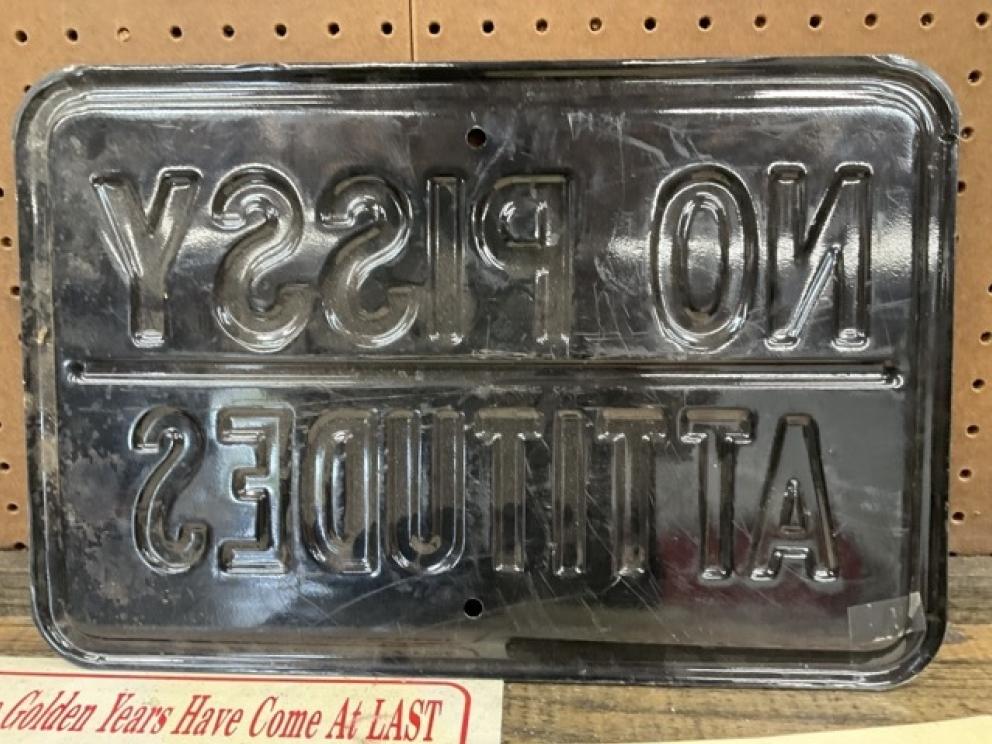 NO PISSY
ATTITUDES
Golden Years Have Come At LAST